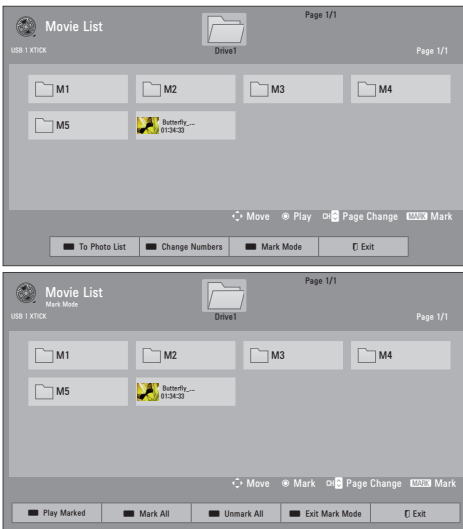 Movie List
Page 1/1
USB 1 XTICK
Drive1
Page 1/1
M1
M2
M3
M4
M5
Butterfly_...
01:34:33
Move
Play
CH
Page Change
MARK
Mark
To Photo List
Change Numbers
Mark Mode
Exit
Movie List
Mark Mode
Page 1/1
USB 1 XTICK
Drive1
Page 1/1
M1
M2
M3
M4
M5
Butterfly_...
01:34:33
Move
Mark
CH
Page Change
MARK
Mark
Play Marked
Mark All
Unmark All
Exit Mark Mode
Exit